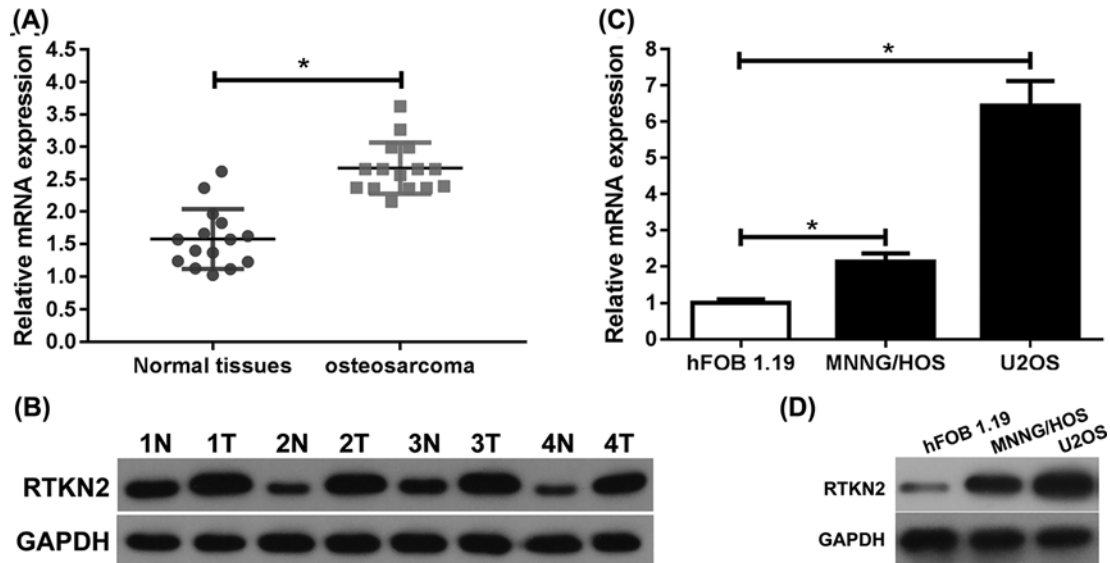 (A)
Relative mRNA expression
4.5
4.0
3.5
3.0
2.5
2.0
1.5
1.0
0.5
0.0
*
Normal tissues osteosarcoma
(C)
Relative mRNA expression
8
7
6
5
4
3
2
1
0
*
*
hFOB 1.19 MNNG/HOS U2OS
(B)
1N 1T 2N 2T 3N 3T 4N 4T
RTKN2
GAPDH
(D)
hFOB 1.19 MNNG/HOS U2OS
RTKN2
GAPDH